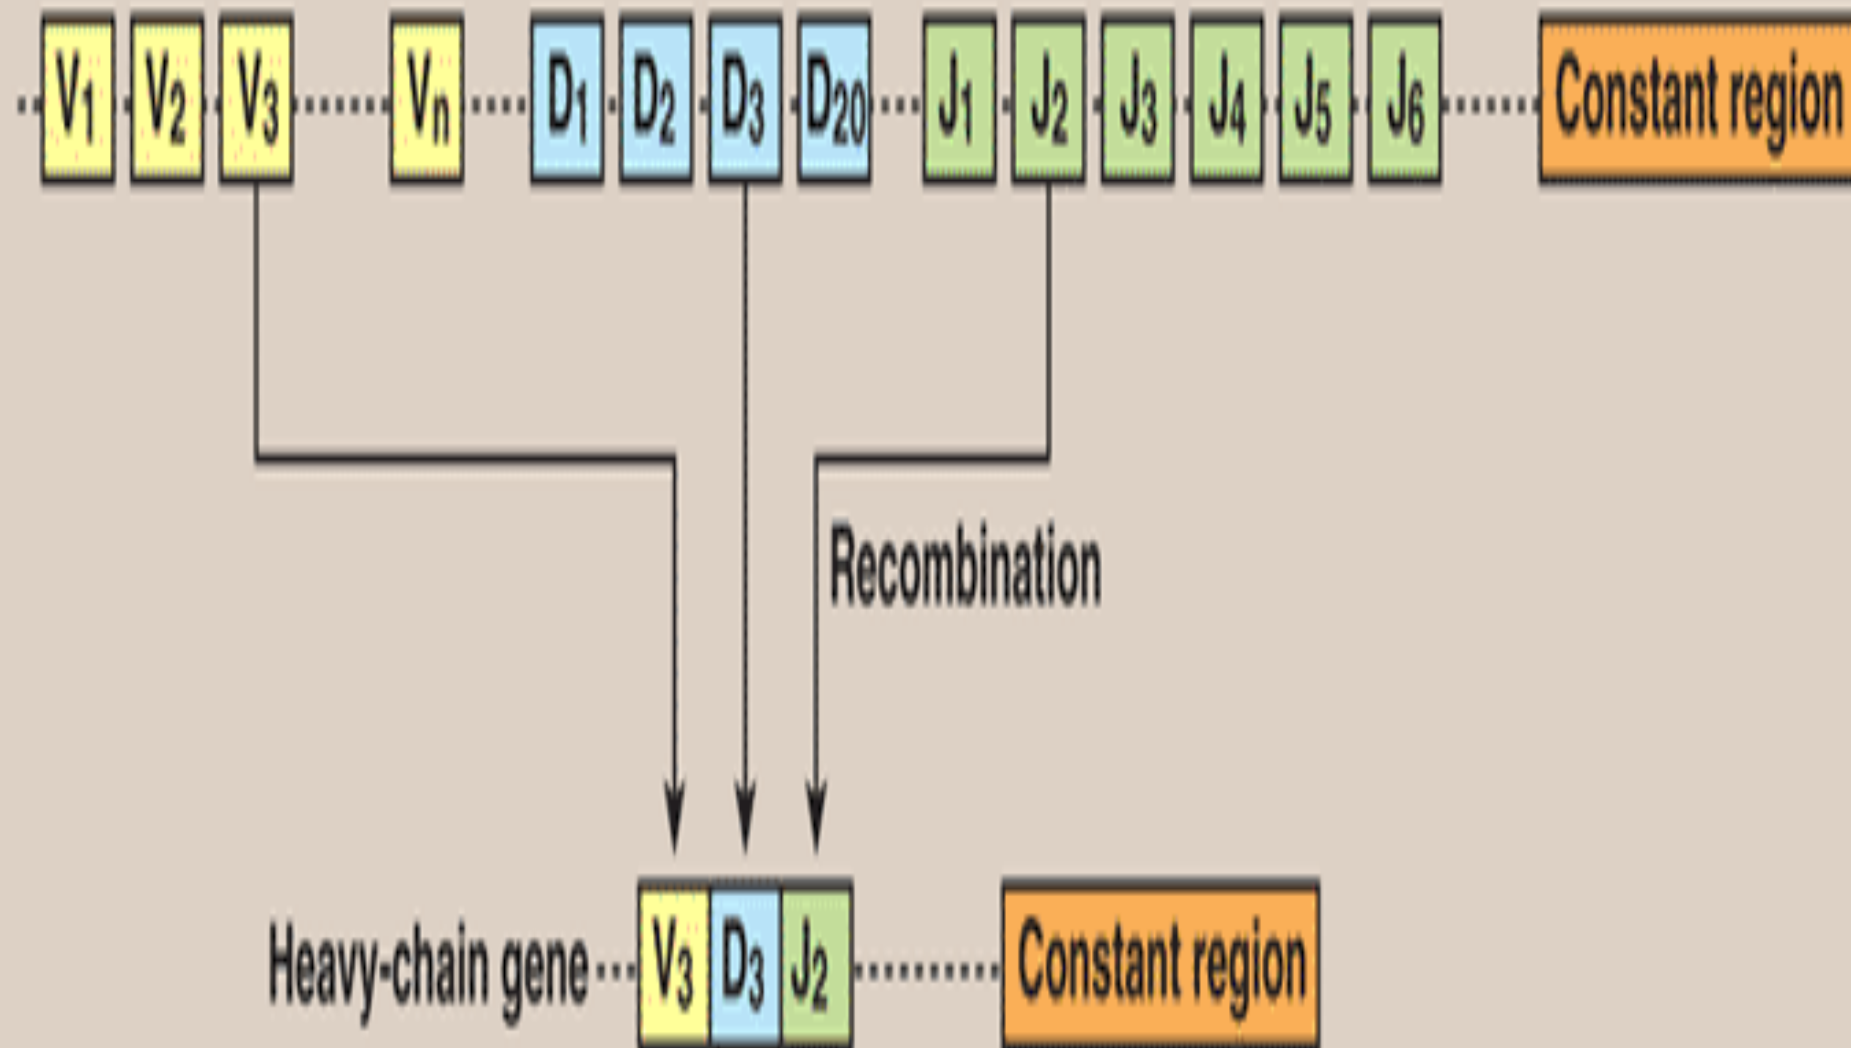 V1 V2 V3 Vn D1 D2 D3 D20 J1 J2 J3 J4 J5 J6 Constant region
Recombination
Heavy-chain gene V3 D3 J2 Constant region